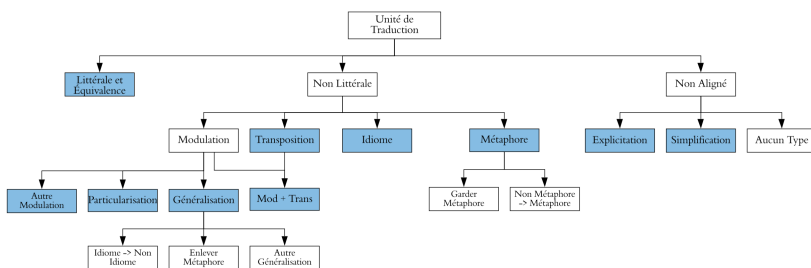 Unité de
Traduction
Littérale et
Équivalence
Non Littérale
Non Aligné
Modulation
Transposition
Idiome
Métaphore
Explicitation
Simplification
Aucun Type
Autre
Modulation
Particularisation
Généralisation
Mod + Trans
Garder
Métaphore
Non Métaphore
-> Métaphore
Idiome -> Non
Idiome
Enlever
Métaphore
Autre
Généralisation